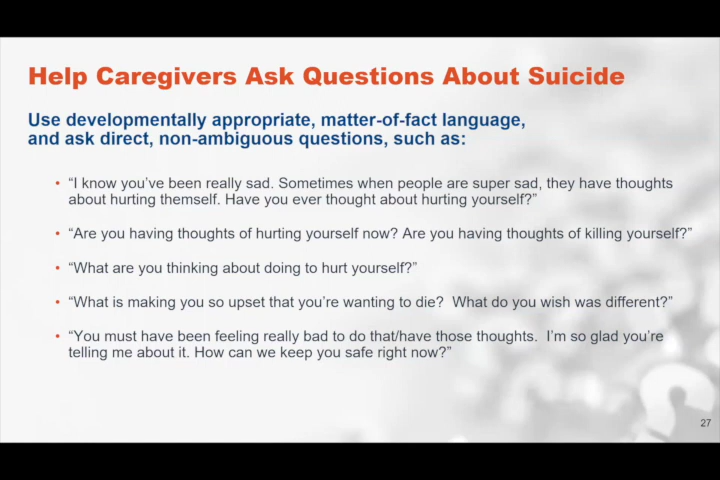 Help Caregivers Ask Questions About Suicide
Use developmentally appropriate, matter-of-fact language,
and ask direct, non-ambiguous questions, such as:
• “I know you’ve been really sad. Sometimes when people are super sad, they have thoughts
about hurting themself. Have you ever thought about hurting yourself?”
• “Are you having thoughts of hurting yourself now? Are you having thoughts of killing yourself?”
• “What are you thinking about doing to hurt yourself?”
• “What is making you so upset that you’re wanting to die?  What do you wish was different?”
• “You must have been feeling really bad to do that/have those thoughts.  I’m so glad you’re
telling me about it. How can we keep you safe right now?”
27